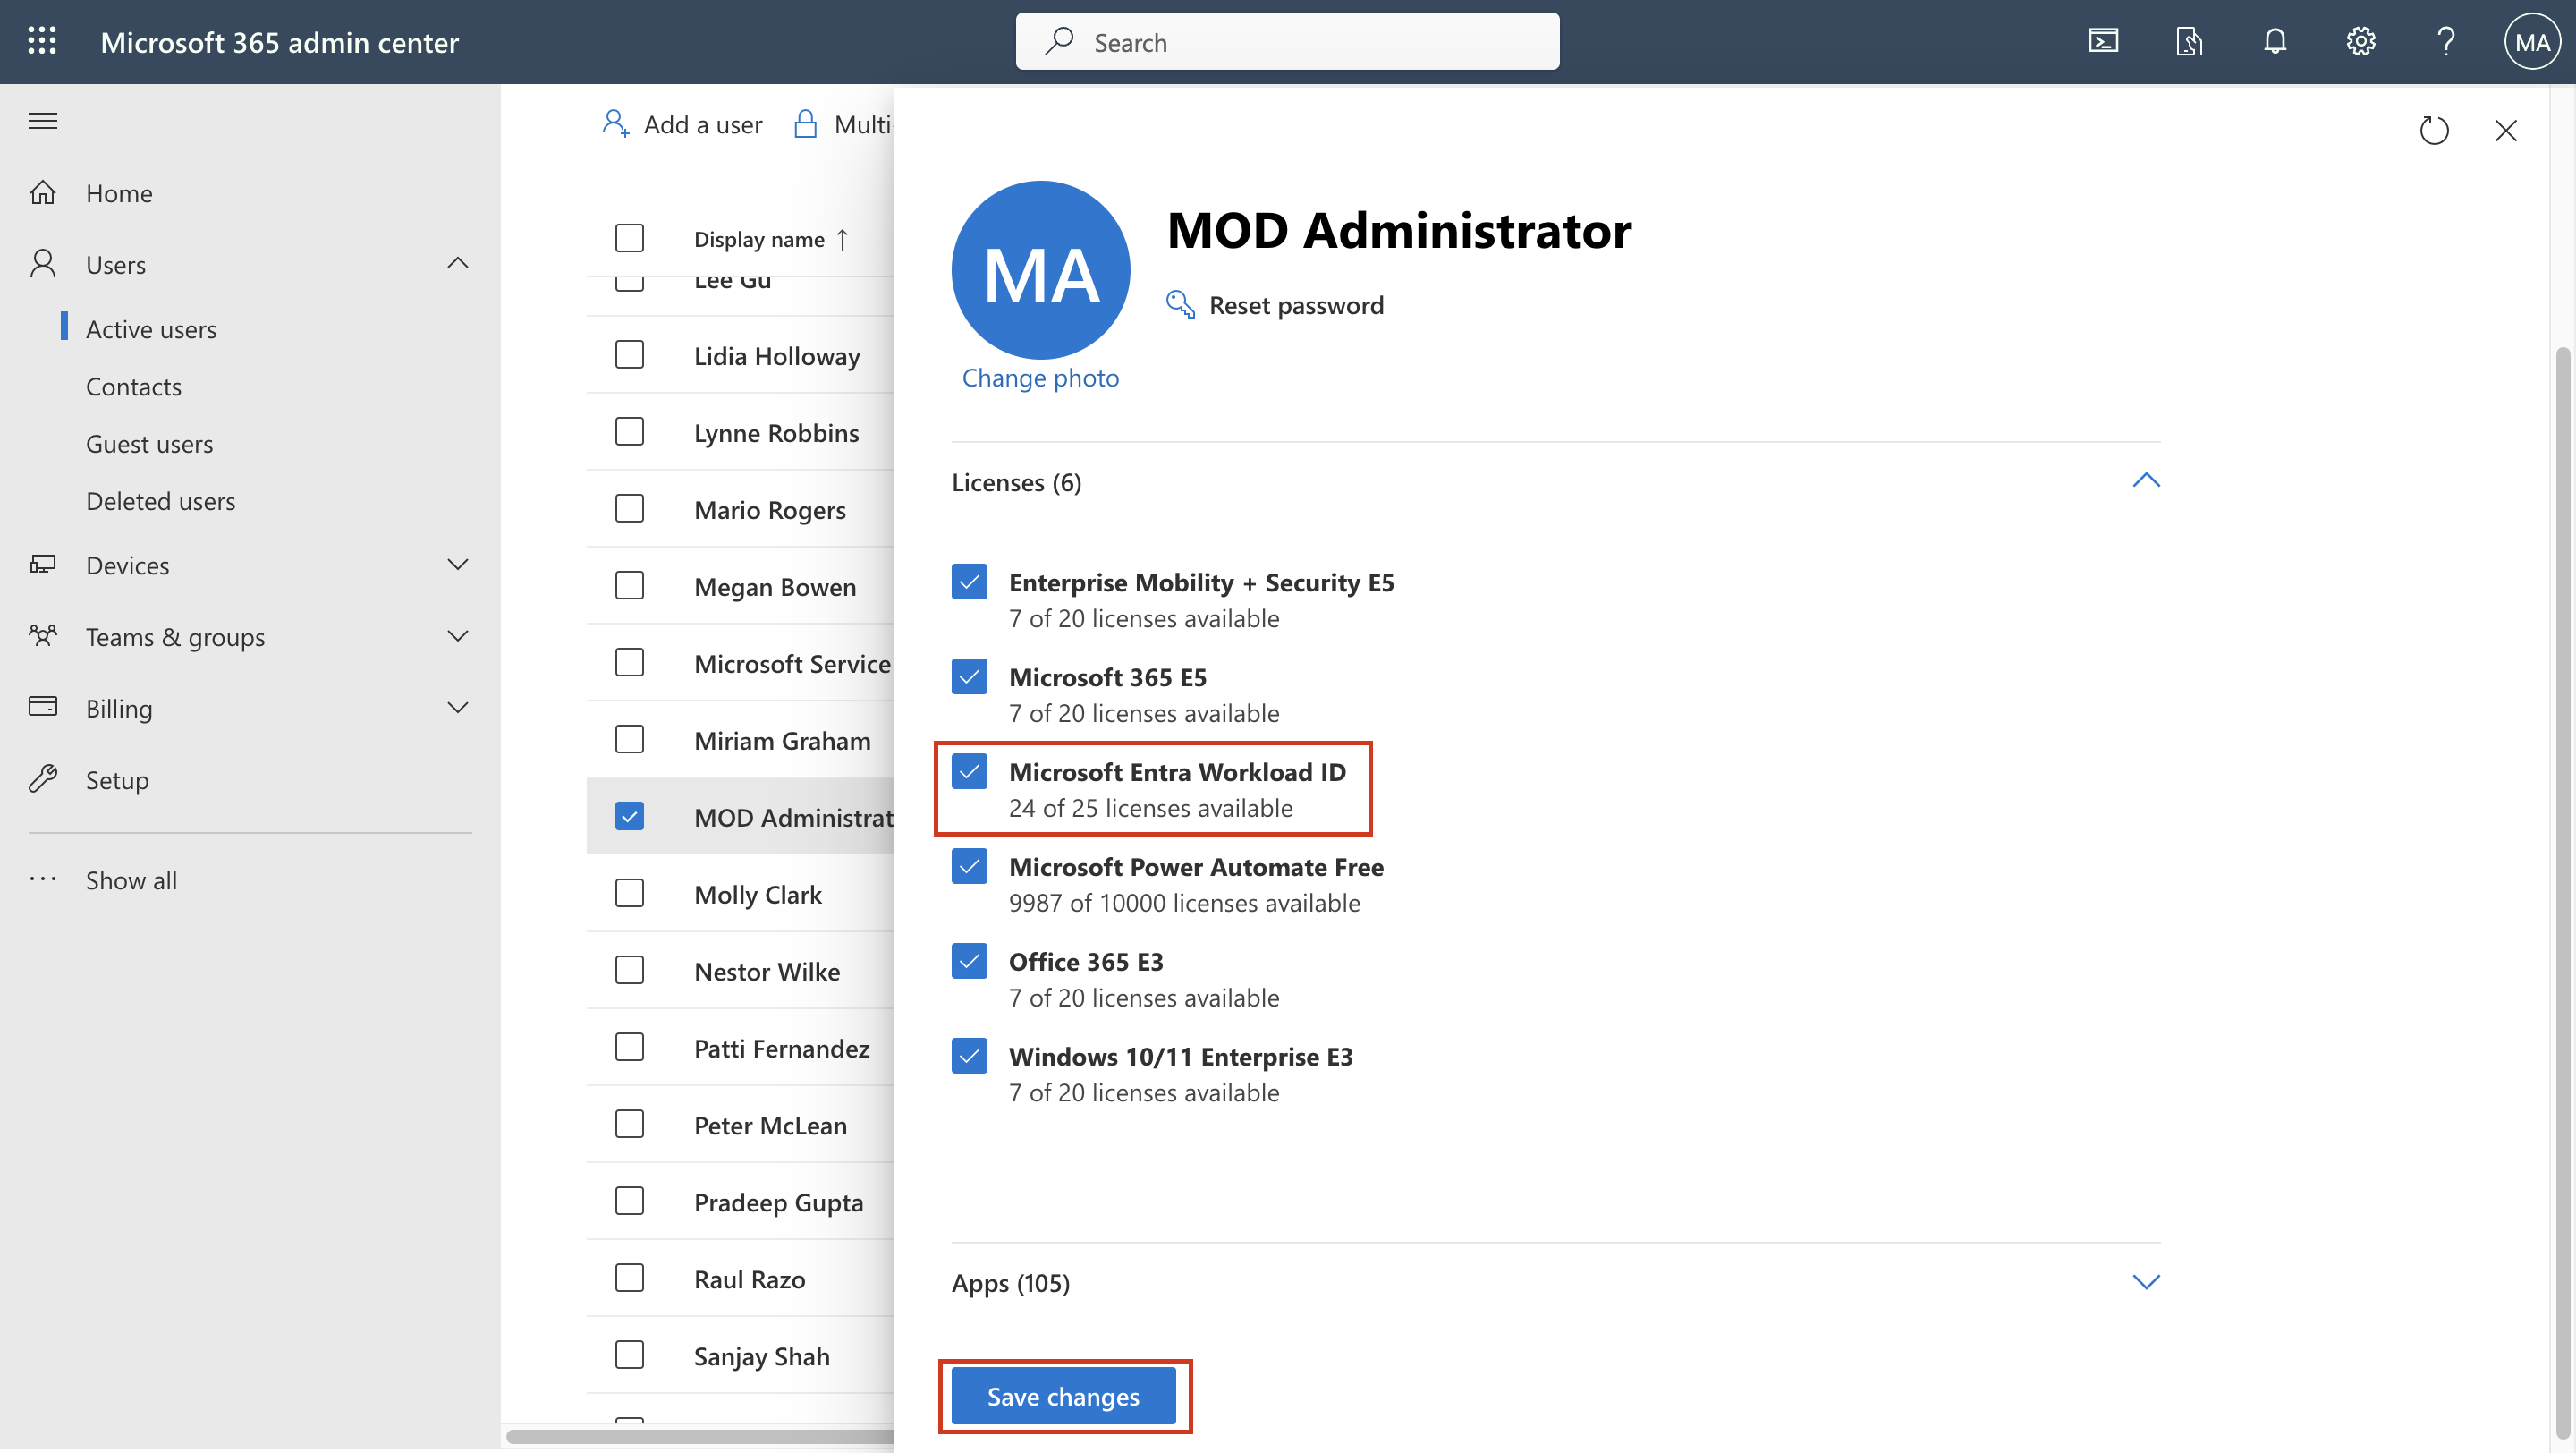 Microsoft 365 admin center
Search
MA
Home
Users
Active users
Contacts
Guest users
Deleted users
Devices
Teams & groups
Billing
Setup
Show all
Add a user
Multi-
Display name ↑
Lee Gu
Lidia Holloway
Lynne Robbins
Mario Rogers
Megan Bowen
Microsoft Service
Miriam Graham
MOD Administrat
Molly Clark
Nestor Wilke
Patti Fernandez
Peter McLean
Pradeep Gupta
Raul Razo
Sanjay Shah
MA
Change photo
MOD Administrator
Reset password
Licenses (6)
Enterprise Mobility + Security E5
7 of 20 licenses available
Microsoft 365 E5
7 of 20 licenses available
Microsoft Entra Workload ID
24 of 25 licenses available
Microsoft Power Automate Free
9987 of 10000 licenses available
Office 365 E3
7 of 20 licenses available
Windows 10/11 Enterprise E3
7 of 20 licenses available
Apps (105)
Save changes